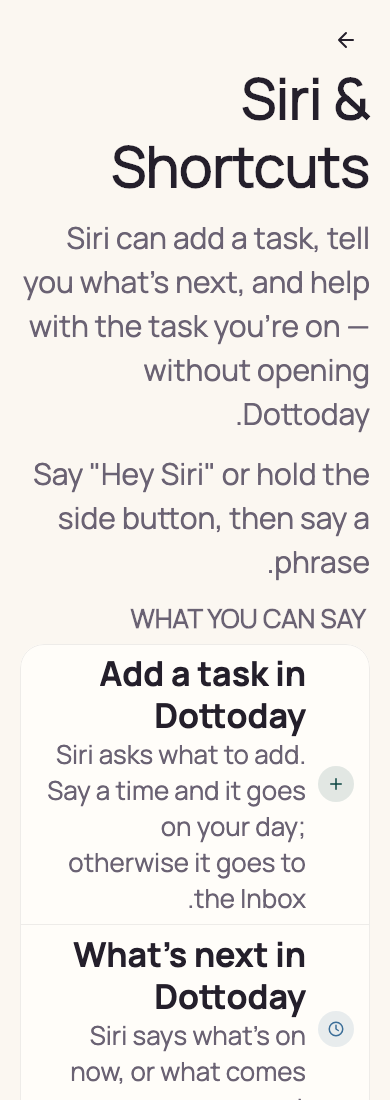 Siri &
Shortcuts
Siri can add a task, tell
you what's next, and help
with the task you're on —
without opening
.Dottoday
Say "Hey Siri" or hold the
side button, then say a
.phrase
WHAT YOU CAN SAY
Add a task in
Dottoday
Siri asks what to add.
Say a time and it goes
on your day;
otherwise it goes to
.the Inbox
What's next in
Dottoday
Siri says what's on
now, or what comes